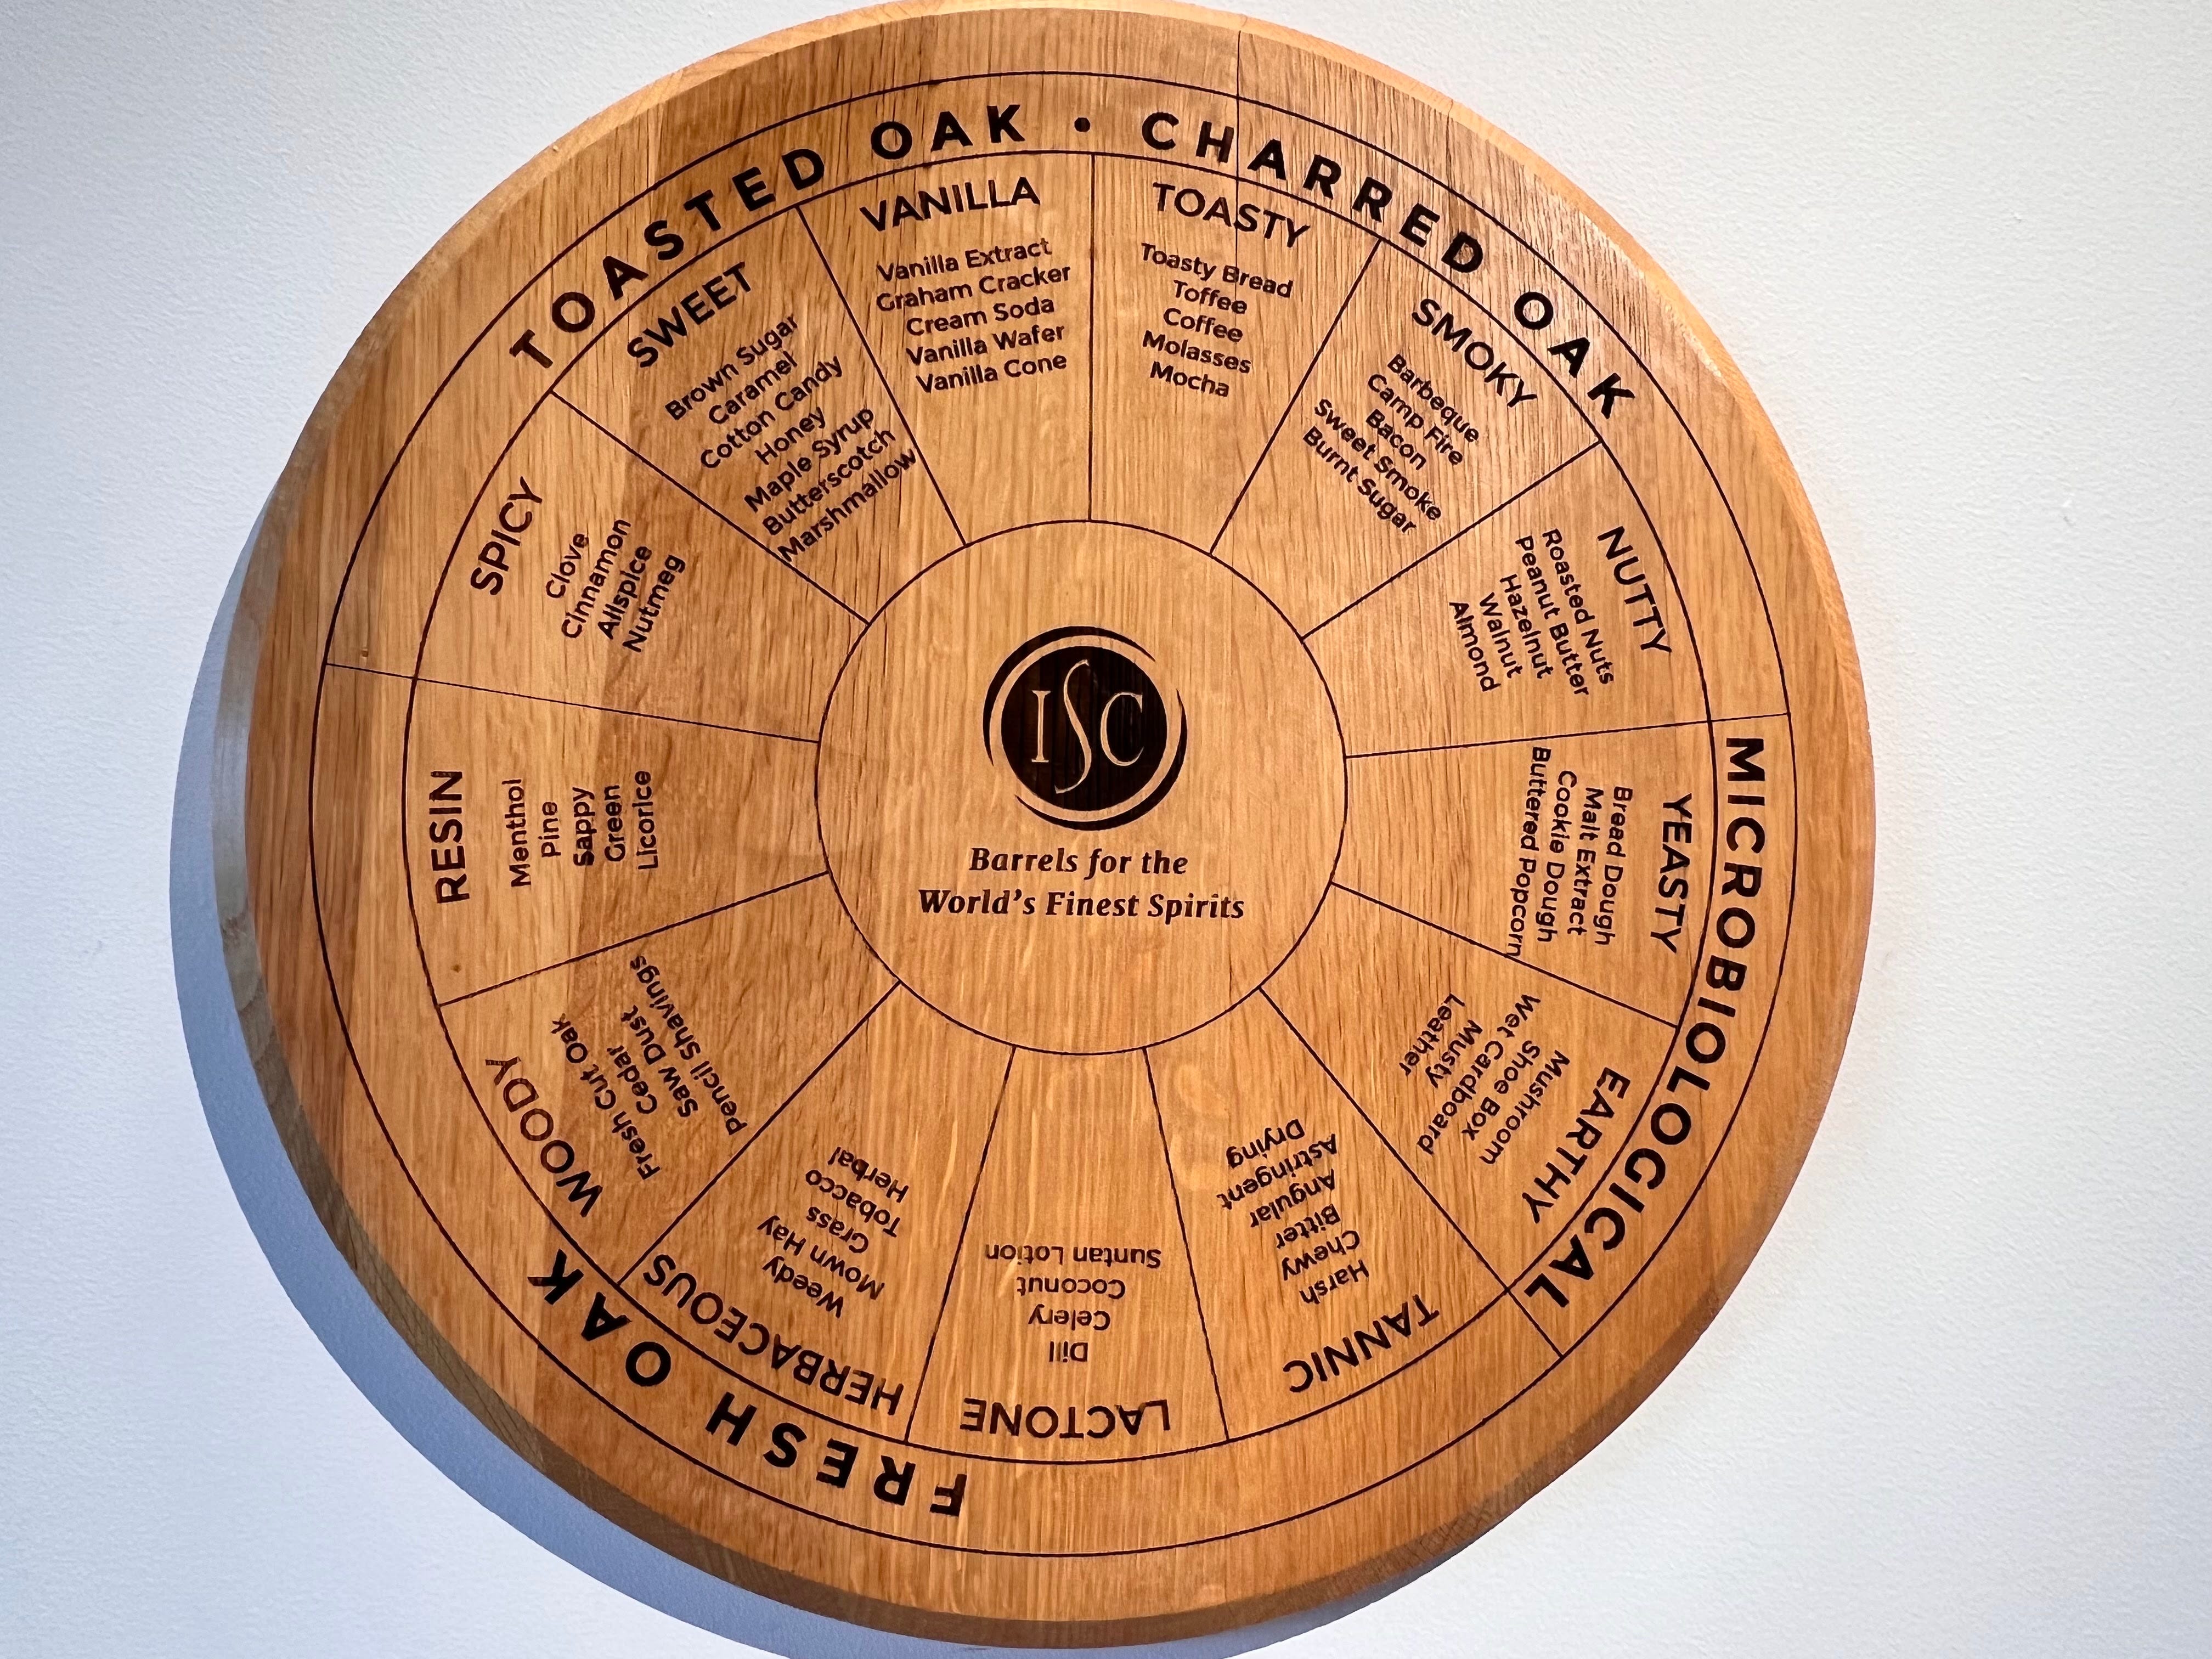 TOASTED OAK • CHARRED OAK
VANILLA
Vanilla Extract
Graham Cracker
Cream Soda
Vanilla Wafer
Vanilla Cone
TOASTY
Toasty Bread
Toffee
Coffee
Molasses
Mocha
SMOKY
Barbeque
Camp Fire
Bacon
Sweet Smoke
Burnt Sugar
NUTTY
Roasted Nuts
Peanut Butter
Hazelnut
Walnut
Almond
MICROBIOLOGICAL
YEASTY
Bread Dough
Malt Extract
Cookie Dough
Buttered Popcorn
EARTHY
Mushroom
Shoe Box
Wet Cardboard
Musty
Leather
FRESH OAK
TANNIC
Harsh
Chewy
Bitter
Angular
Astringent
Drying
LACTONE
Dill
Celery
Coconut
Suntan Lotion
HERBACEOUS
Weedy
Mown Hay
Grass
Tobacco
Herbal
WOODY
Fresh Cut Oak
Cedar
Saw Dust
Pencil Shavings
RESIN
Menthol
Pine
Sappy
Green
Licorice
SPICY
Clove
Cinnamon
Allspice
Nutmeg
SWEET
Brown Sugar
Caramel
Cotton Candy
Honey
Maple Syrup
Butterscotch
Marshmallow
ISC
Barrels for the
World's Finest Spirits